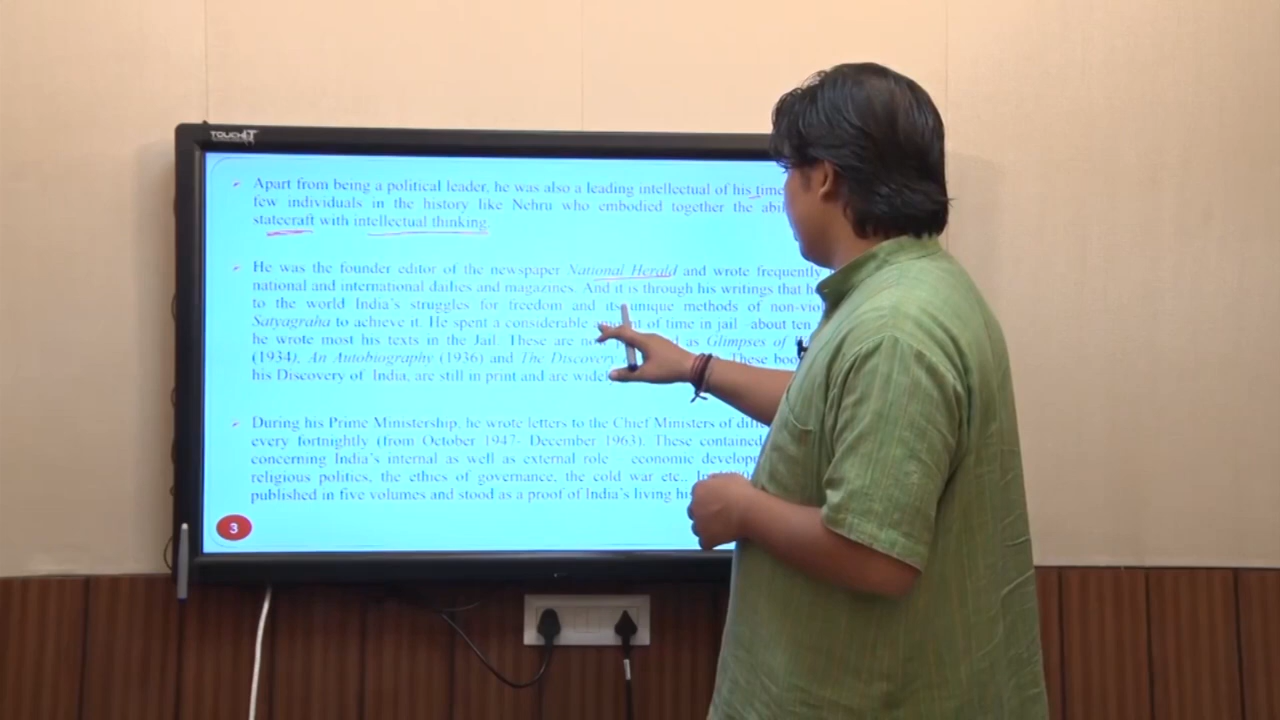 TOUCHIT
Apart from being a political leader, he was also a leading intellectual of his time
few individuals in the history like Nehru who embodied together the
statecraft with intellectual thinking.
He was the founder editor of the newspaper National Herald and wrote frequently
national and international dailies and magazines. And it is through his writings that
to the world India's struggles for freedom and its unique methods of
Satyagraha to achieve it. He spent a considerable amount of time in jail –about ten
he wrote most his texts in the Jail. These are now as Glimpses of
(1934), An Autobiography (1936) and The Discovery These
his Discovery of India, are still in print and are widely
During his Prime Ministership, he wrote letters to the Chief Ministers of
every fortnightly (from October 1947- December 1963). These contained
concerning India's internal as well as external role – economic
religious politics, the ethics of governance, the cold war etc.. In
published in five volumes and stood as a proof of India's living
3